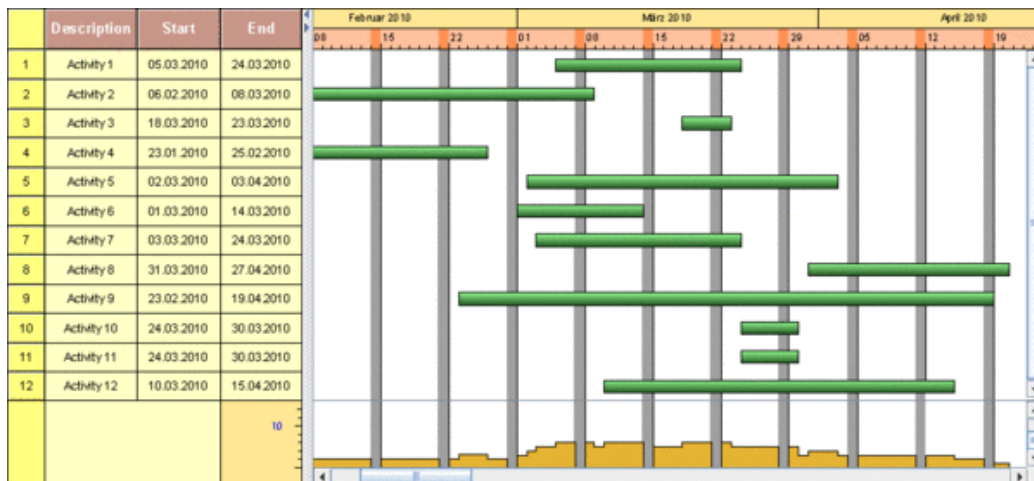 Description Start End Februar 2010 März 2010 April 2010
08 15 22 01 08 15 22 29 05 12 19
1 Activity 1 05.03.2010 24.03.2010
2 Activity 2 06.02.2010 08.03.2010
3 Activity 3 18.03.2010 23.03.2010
4 Activity 4 23.01.2010 25.02.2010
5 Activity 5 02.03.2010 03.04.2010
6 Activity 6 01.03.2010 14.03.2010
7 Activity 7 03.03.2010 24.03.2010
8 Activity 8 31.03.2010 27.04.2010
9 Activity 9 23.02.2010 19.04.2010
10 Activity 10 24.03.2010 30.03.2010
11 Activity 11 24.03.2010 30.03.2010
12 Activity 12 10.03.2010 15.04.2010
10